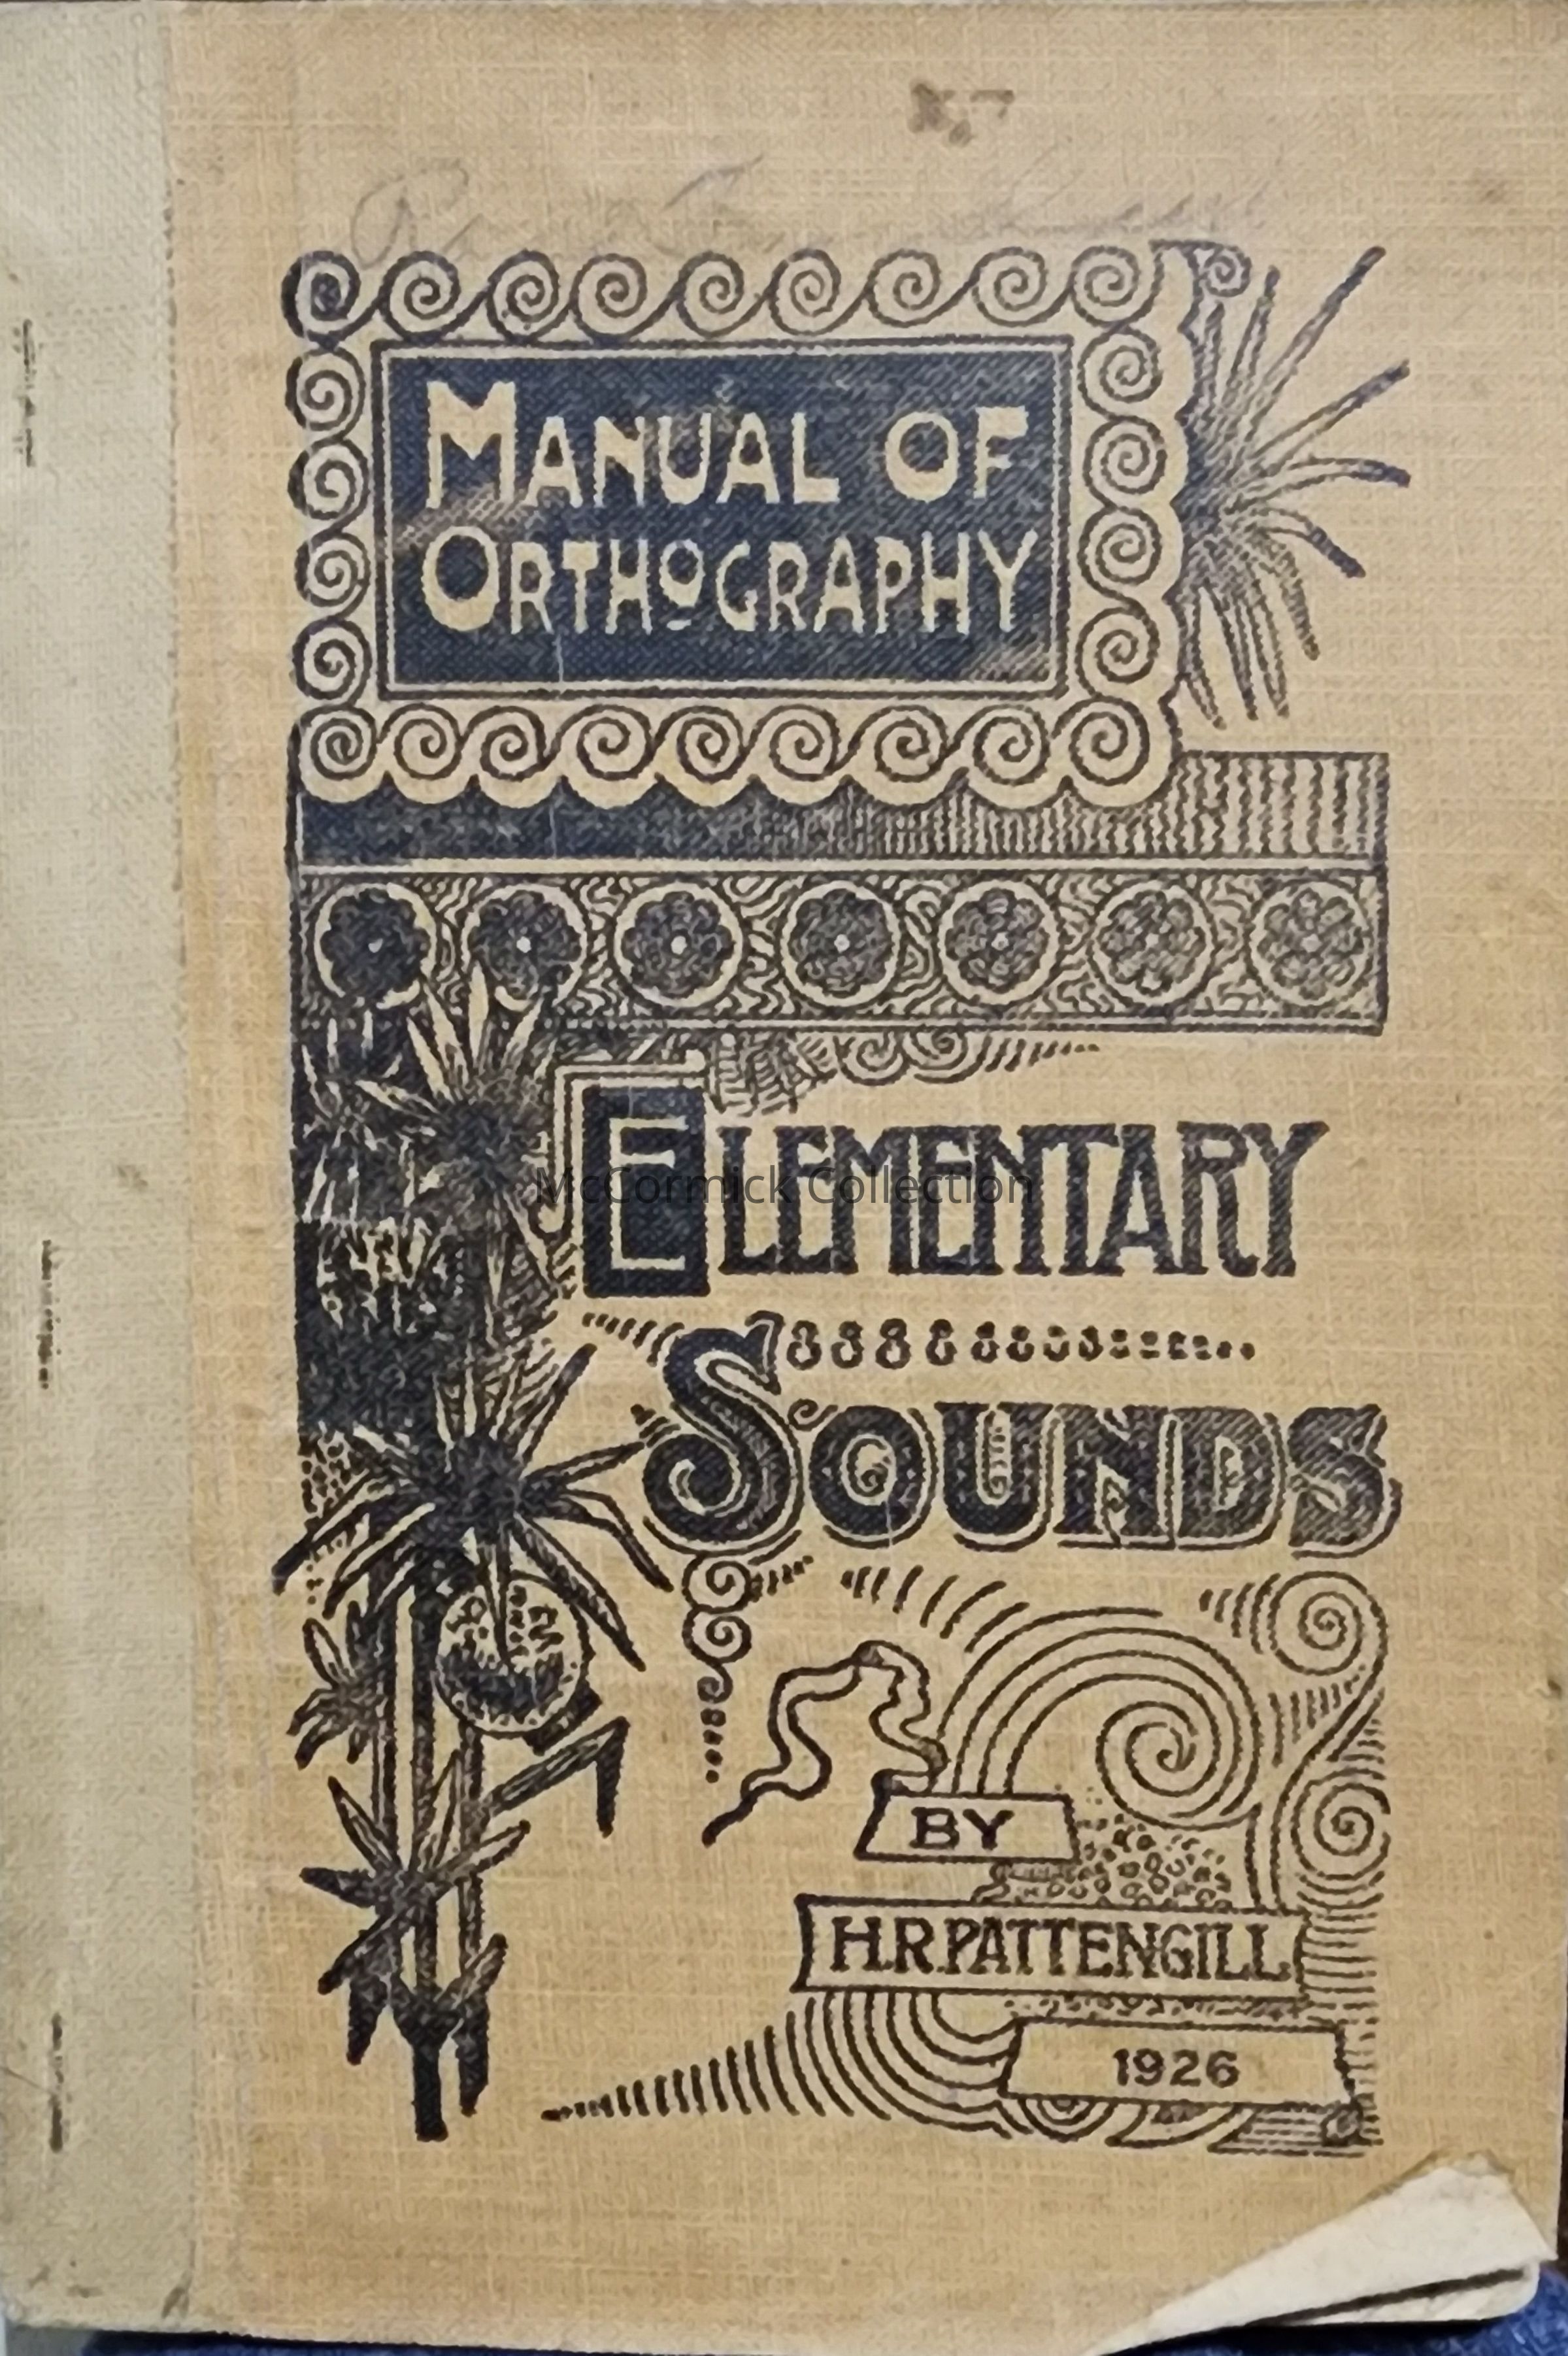 MANUAL OF
ORTHOGRAPHY
ELEMENTARY
McCormick Collection
SOUNDS
BY
H.R.PATTENGILL
1926